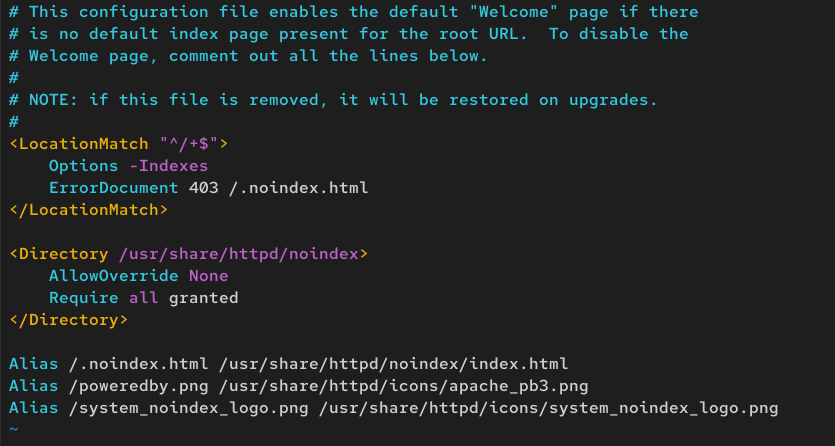 # This configuration file enables the default "Welcome" page if there
# is no default index page present for the root URL.  To disable the
# Welcome page, comment out all the lines below.
#
# NOTE: if this file is removed, it will be restored on upgrades.
#
<LocationMatch "^/+$">
    Options -Indexes
    ErrorDocument 403 /.noindex.html
</LocationMatch>

<Directory /usr/share/httpd/noindex>
    AllowOverride None
    Require all granted
</Directory>

Alias /.noindex.html /usr/share/httpd/noindex/index.html
Alias /poweredby.png /usr/share/httpd/icons/apache_pb3.png
Alias /system_noindex_logo.png /usr/share/httpd/icons/system_noindex_logo.png
~